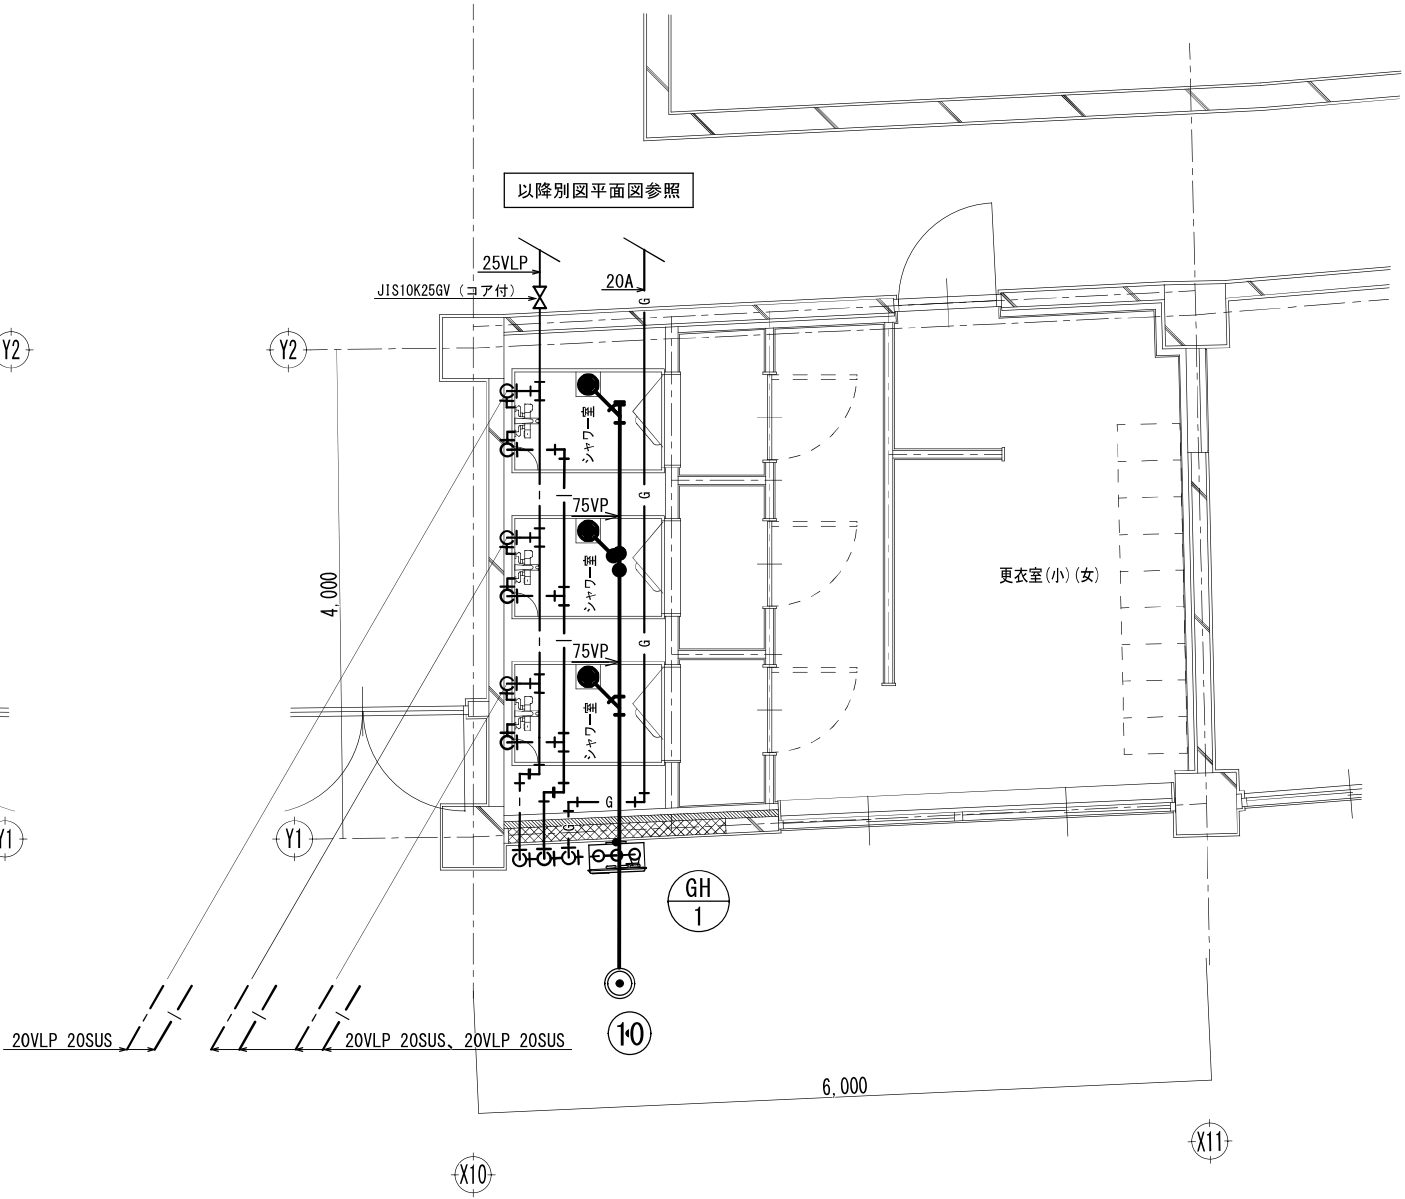 以降別図平面図参照
25VLP
20A
JIS10K25GV（コア付）
G
Y2
Y2
シャワー室
75VP
G
シャワー室
更衣室(小)(女)
4,000
75VP
G
シャワー室
G
G
Y1
Y1
GH
1
20VLP 20SUS
20VLP 20SUS、20VLP 20SUS
6,000
X11
X10